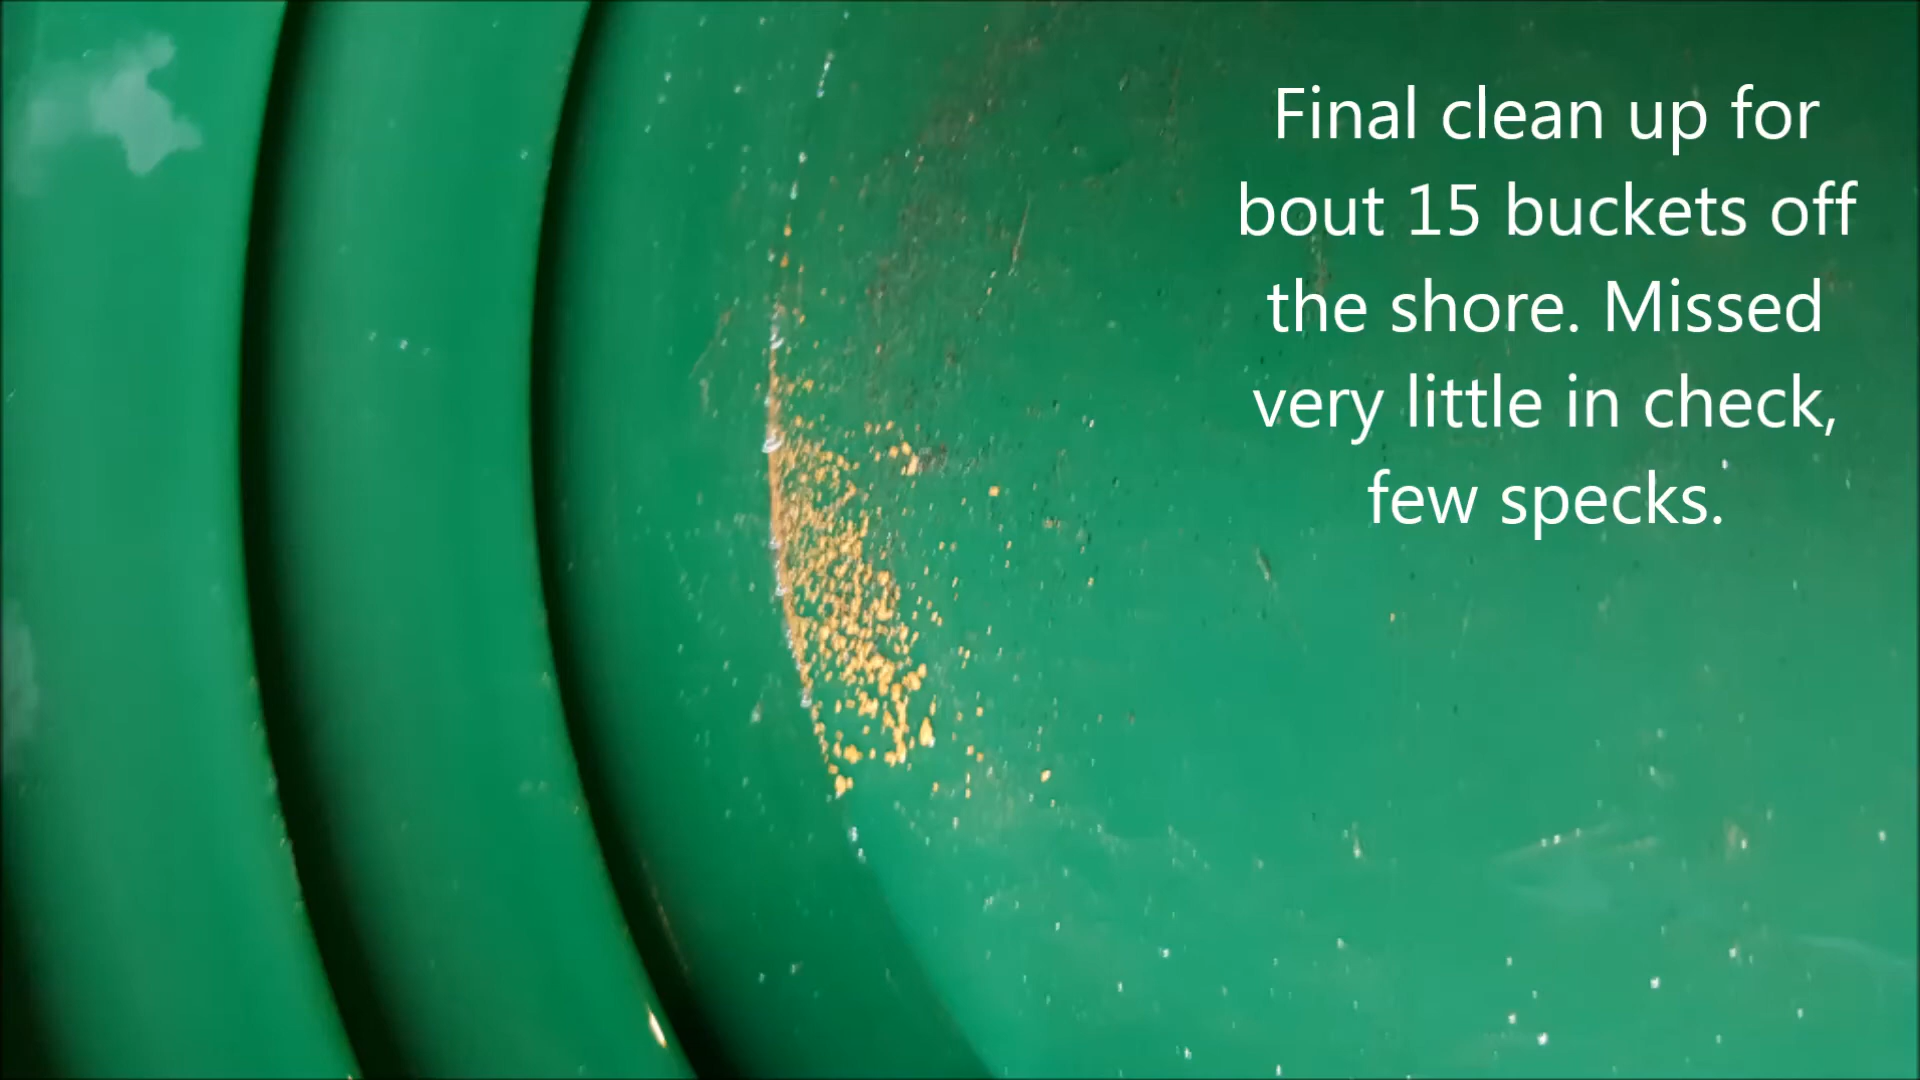 Final clean up for
bout 15 buckets off
the shore. Missed
very little in check,
few specks.